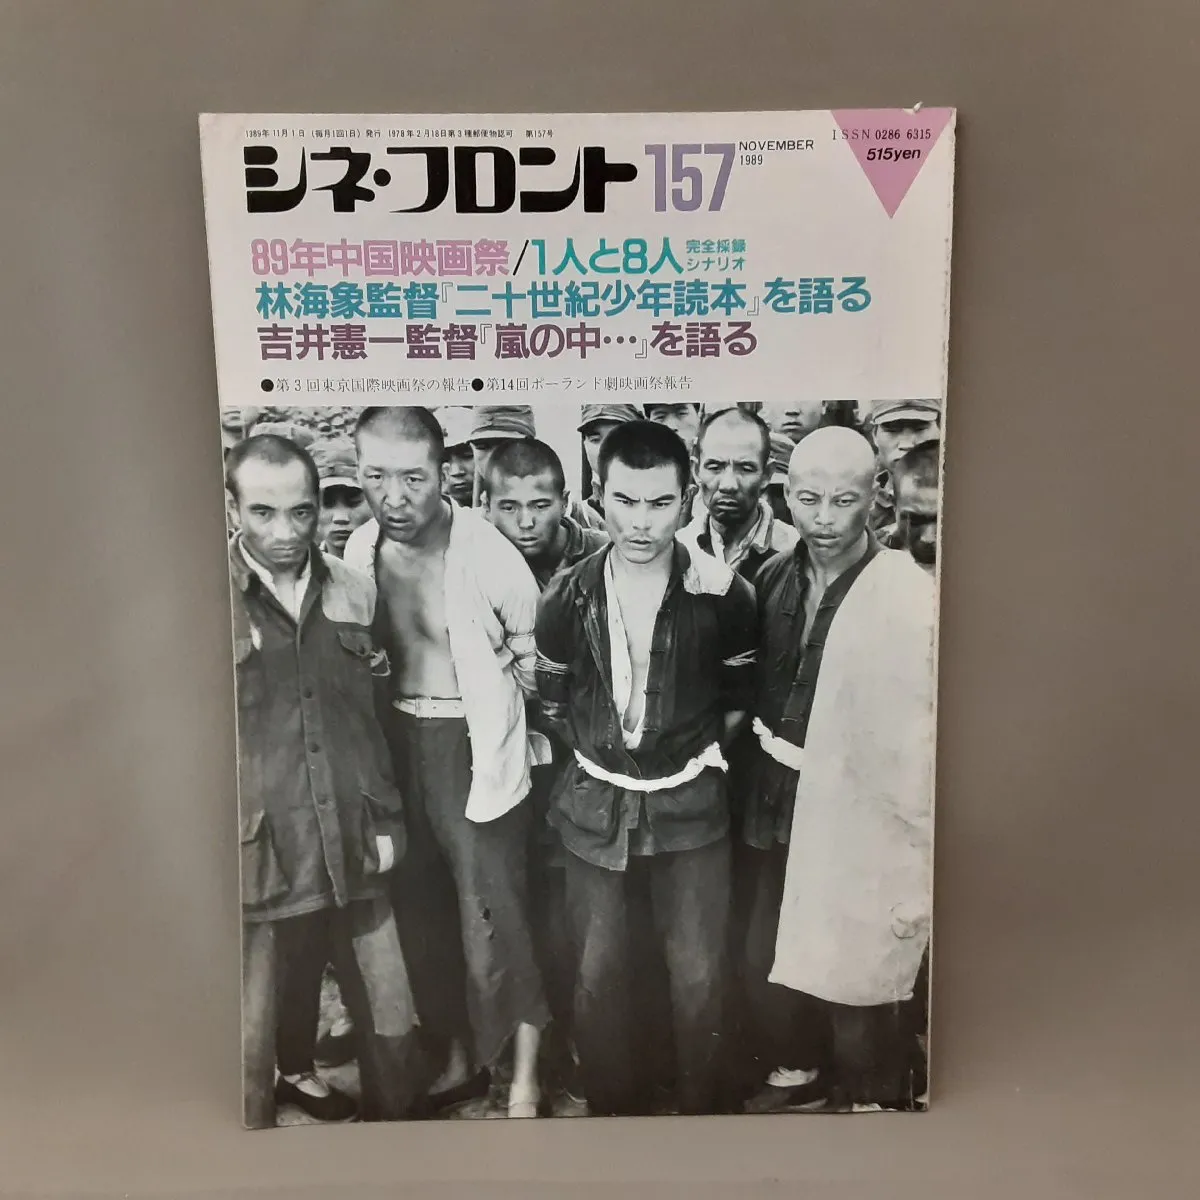 1989年11月1日（毎月1回1日）発行 1978年2月18日第3種郵便物認可 第157号
ISSN 0286 6315
515yen
シネ・フロント 157 NOVEMBER 1989
89年中国映画祭/1人と8人 完全採録シナリオ
林海象監督『二十世紀少年読本』を語る
吉井憲一監督『嵐の中…』を語る
●第3回東京国際映画祭の報告●第14回ポーランド劇映画祭報告